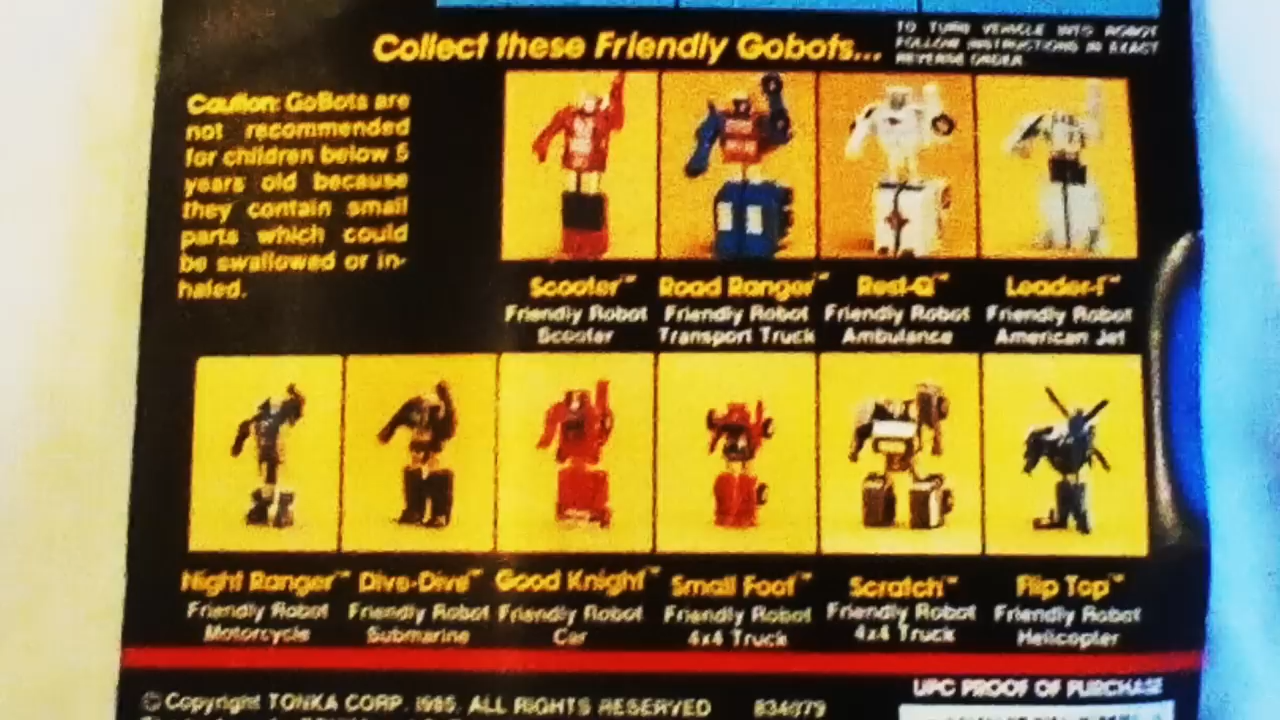 Collect these Friendly Gobots...
TO TURN VEHICLE INTO ROBOT
FOLLOW INSTRUCTIONS IN EXACT
REVERSE ORDER.
Caution: GoBots are
not recommended
for children below 5
years old because
they contain small
parts which could
be swallowed or in-
haled.
Scooter™ Road Ranger™ Rest-Q™ Leader-1™
Friendly Robot Friendly Robot Friendly Robot Friendly Robot
Scooter Transport Truck Ambulance American Jet
Night Ranger™ Dive-Dive™ Good Knight™ Small Foot™ Scratch™ Flip Top™
Friendly Robot Friendly Robot Friendly Robot Friendly Robot Friendly Robot Friendly Robot
Motorcycle Submarine Car 4x4 Truck 4x4 Truck Helicopter
© Copyright TONKA CORP. 1985. ALL RIGHTS RESERVED 834079
UPC PROOF OF PURCHASE